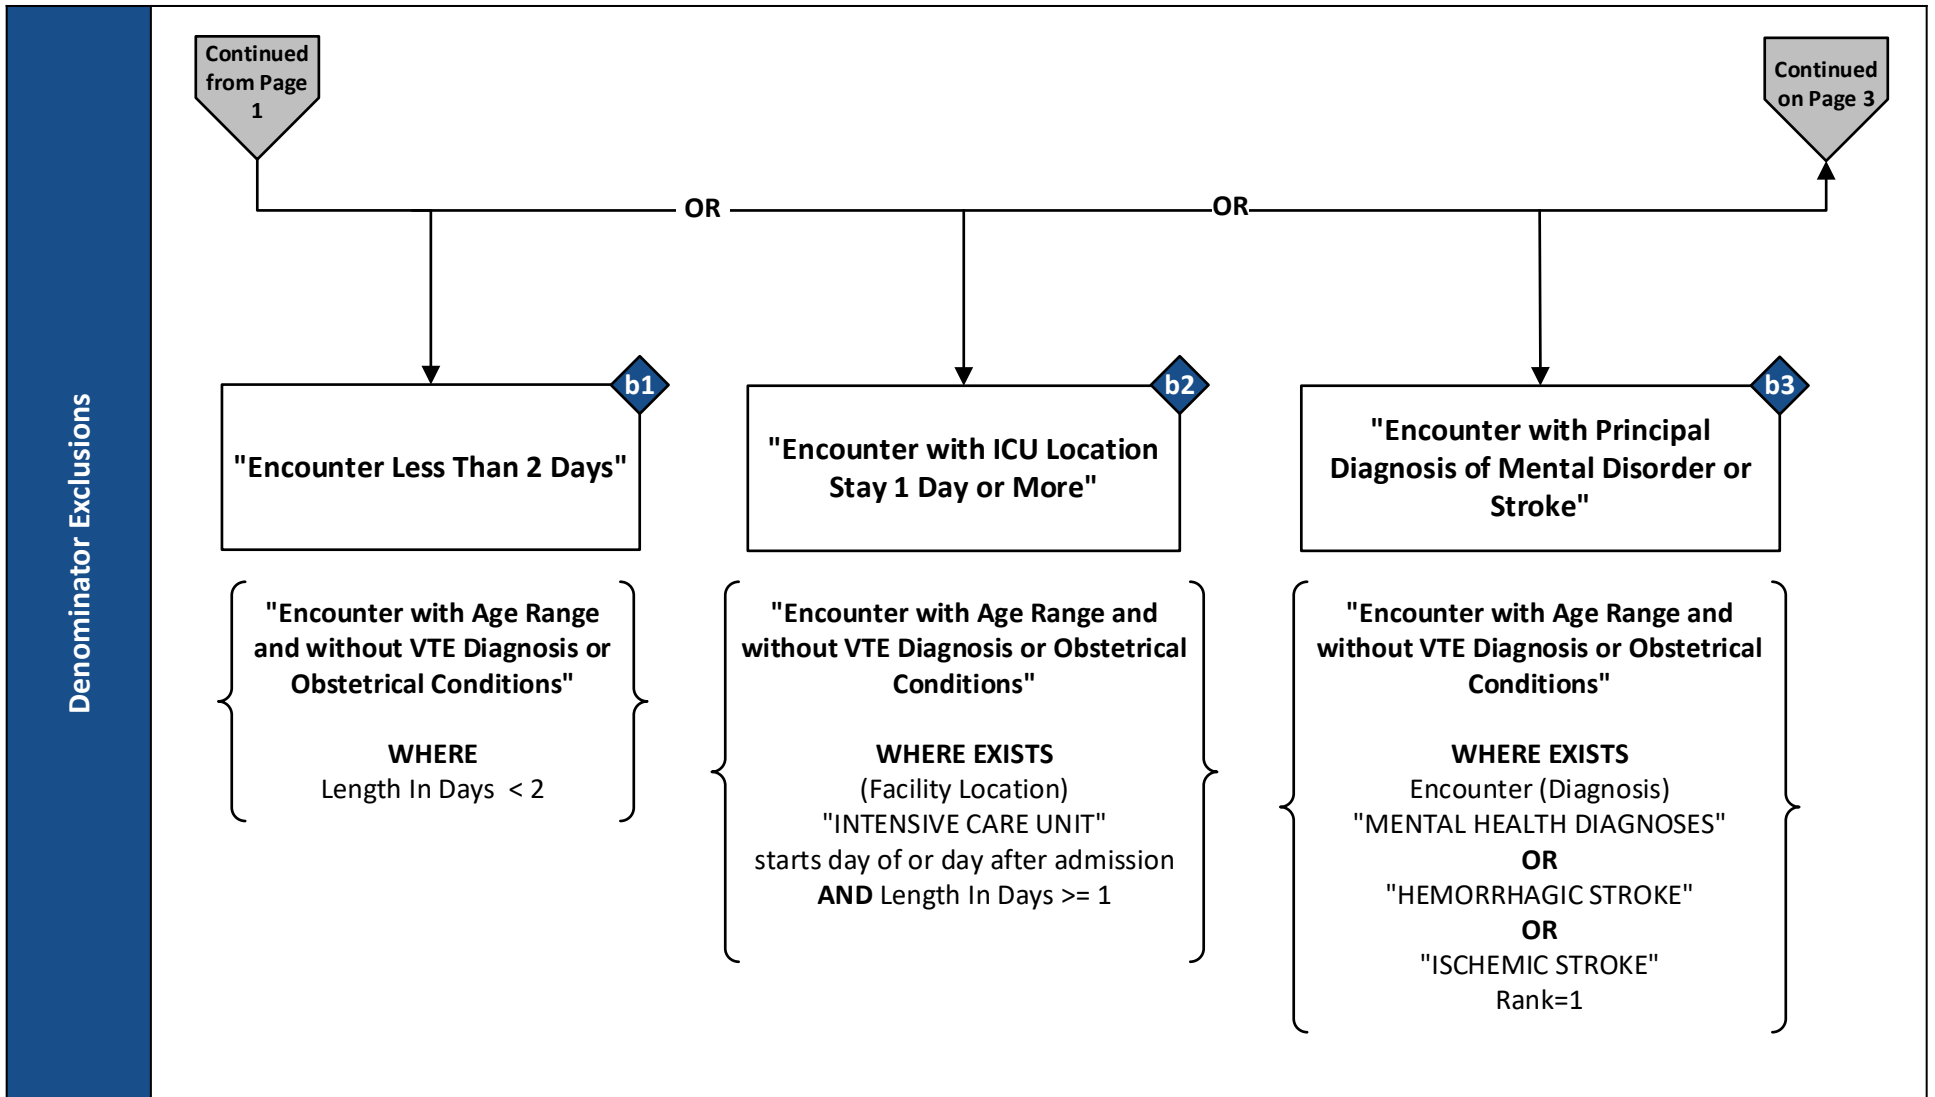 Denominator Exclusions
Continued
from Page
1
Continued
on Page 3
OR
OR
b1
"Encounter Less Than 2 Days"
"Encounter with Age Range
and without VTE Diagnosis or
Obstetrical Conditions"
WHERE
Length In Days < 2
b2
"Encounter with ICU Location
Stay 1 Day or More"
"Encounter with Age Range and
without VTE Diagnosis or Obstetrical
Conditions"
WHERE EXISTS
(Facility Location)
"INTENSIVE CARE UNIT"
starts day of or day after admission
AND Length In Days >= 1
b3
"Encounter with Principal
Diagnosis of Mental Disorder or
Stroke"
"Encounter with Age Range and
without VTE Diagnosis or Obstetrical
Conditions"
WHERE EXISTS
Encounter (Diagnosis)
"MENTAL HEALTH DIAGNOSES"
OR
"HEMORRHAGIC STROKE"
OR
"ISCHEMIC STROKE"
Rank=1